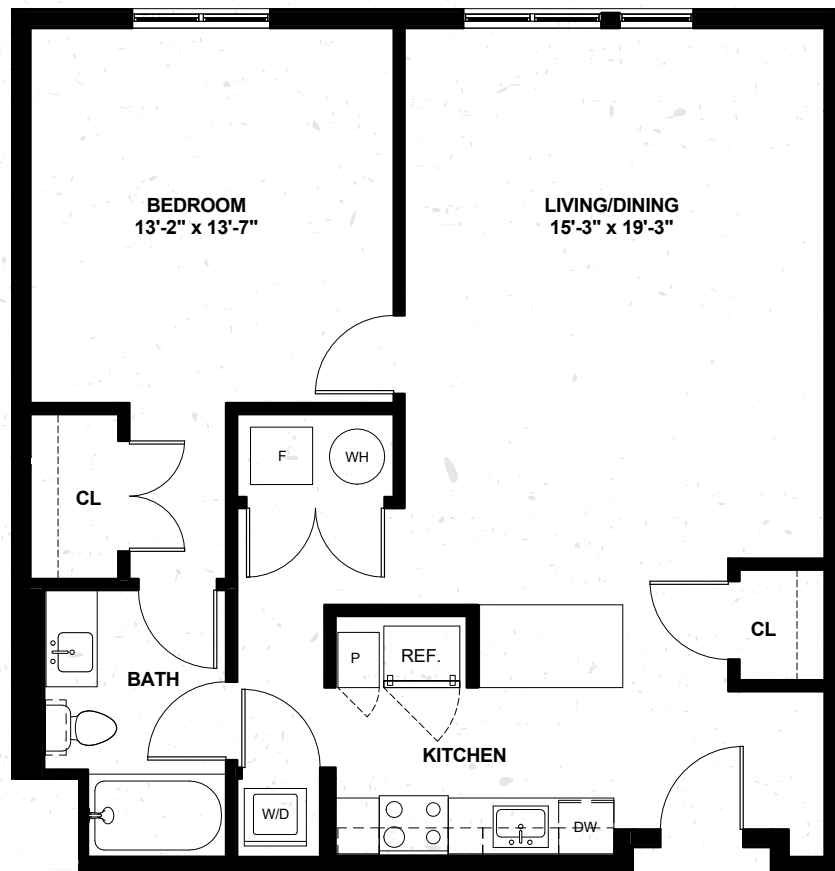 BEDROOM
13'-2" x 13'-7"
LIVING/DINING
15'-3" x 19'-3"
F
WH
CL
CL
P
REF.
BATH
KITCHEN
W/D
DW